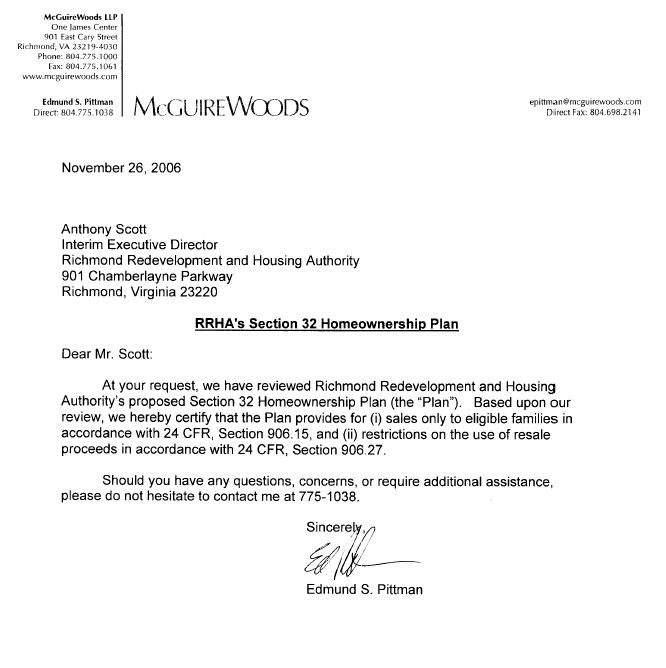 McGuireWoods LLP
One James Center
901 East Cary Street
Richmond, VA 23219-4030
Phone: 804.775.1000
Fax: 804.775.1061
www.mcguirewoods.com
Edmund S. Pittman
Direct: 804.775.1038
McGUIREWOODS
epittman@mcguirewoods.com
Direct Fax: 804.698.2141
November 26, 2006
Anthony Scott
Interim Executive Director
Richmond Redevelopment and Housing Authority
901 Chamberlayne Parkway
Richmond, Virginia 23220
RRHA's Section 32 Homeownership Plan
Dear Mr. Scott:
At your request, we have reviewed Richmond Redevelopment and Housing
Authority's proposed Section 32 Homeownership Plan (the "Plan"). Based upon our
review, we hereby certify that the Plan provides for (i) sales only to eligible families in
accordance with 24 CFR, Section 906.15, and (ii) restrictions on the use of resale
proceeds in accordance with 24 CFR, Section 906.27.
Should you have any questions, concerns, or require additional assistance,
please do not hesitate to contact me at 775-1038.
Sincerely,
Edmund S. Pittman